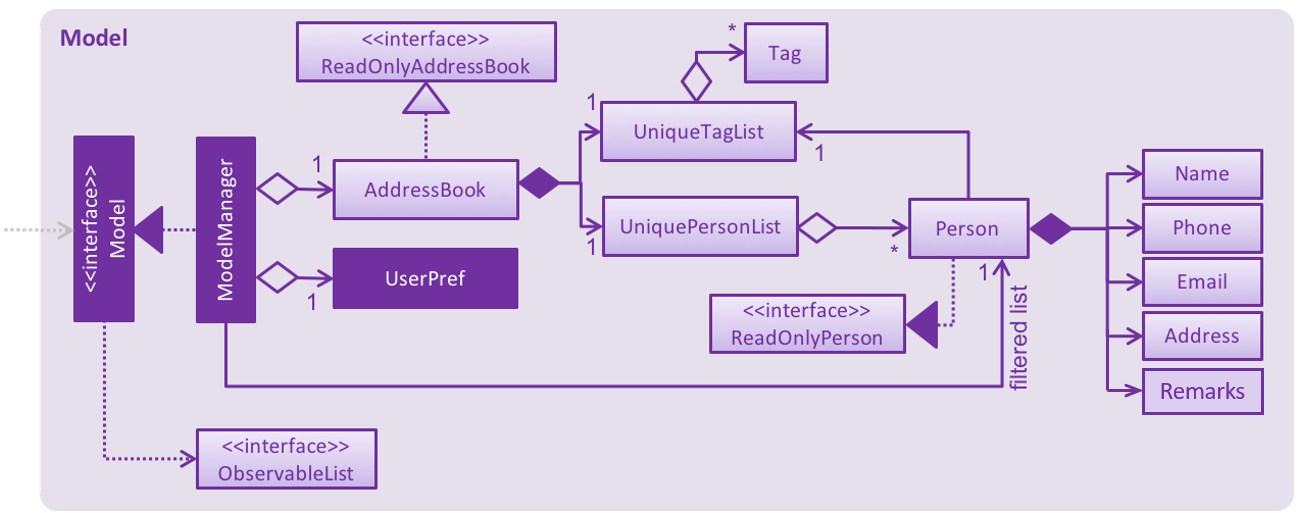 Model
<<interface>>
ReadOnlyAddressBook
*
Tag
1
UniqueTagList
1
<<interface>>
Model
ModelManager
1
AddressBook
Name
UniquePersonList
1
*
Person
Phone
1
UserPref
1
Email
<<interface>>
ReadOnlyPerson
filtered list
Address
Remarks
<<interface>>
ObservableList